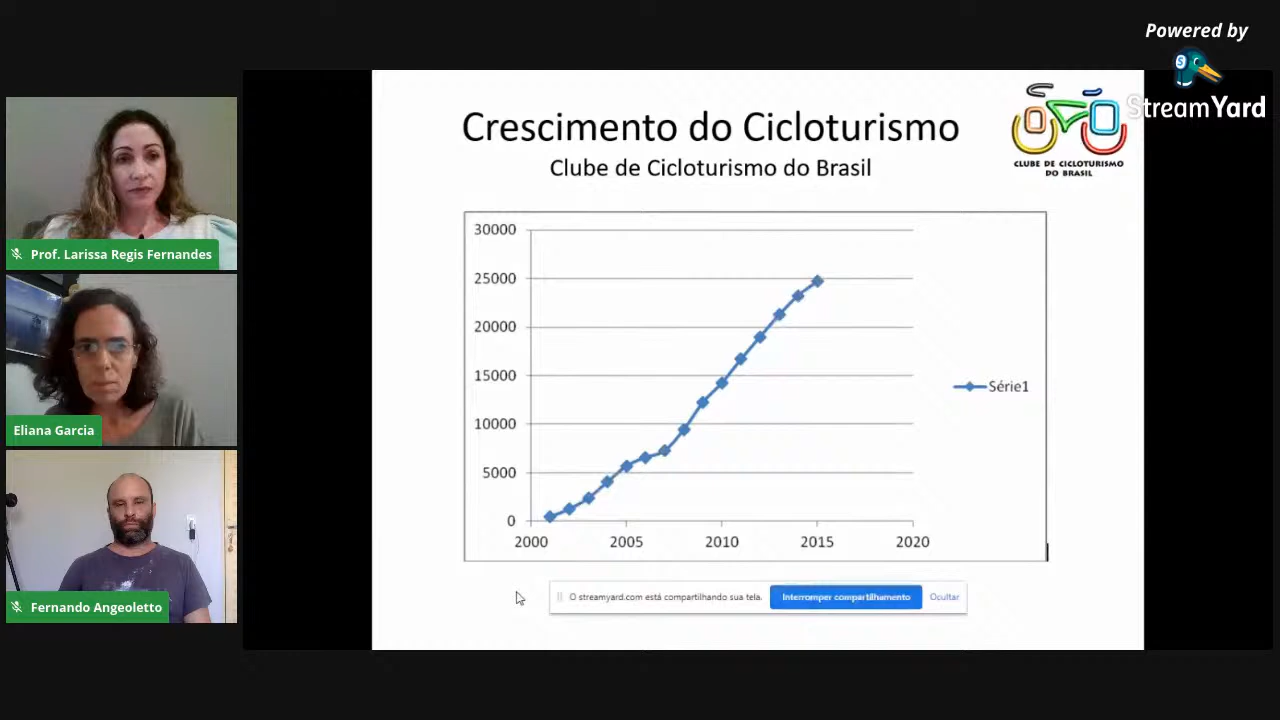 Powered by
StreamYard
Prof. Larissa Regis Fernandes
Eliana Garcia
Fernando Angeoletto
Crescimento do Cicloturismo
Clube de Cicloturismo do Brasil
CLUBE DE CICLOTURISMO
DO BRASIL
30000
25000
20000
15000
10000
5000
0
2000 2005 2010 2015 2020
Série1
O streamyard.com está compartilhando sua tela. Interromper compartilhamento Ocultar